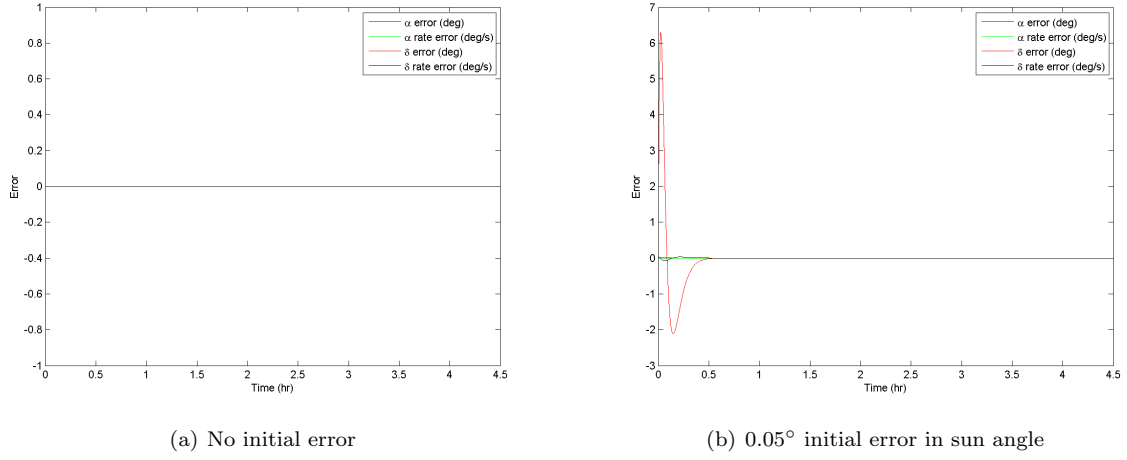 1
0.8
0.6
0.4
0.2
0
-0.2
-0.4
-0.6
-0.8
-1
Error
0 0.5 1 1.5 2 2.5 3 3.5 4 4.5
Time (hr)
α error (deg)
α rate error (deg/s)
δ error (deg)
δ rate error (deg/s)
(a) No initial error
7
6
5
4
3
2
1
0
-1
-2
-3
Error
0 0.5 1 1.5 2 2.5 3 3.5 4 4.5
Time (hr)
α error (deg)
α rate error (deg/s)
δ error (deg)
δ rate error (deg/s)
(b) 0.05° initial error in sun angle